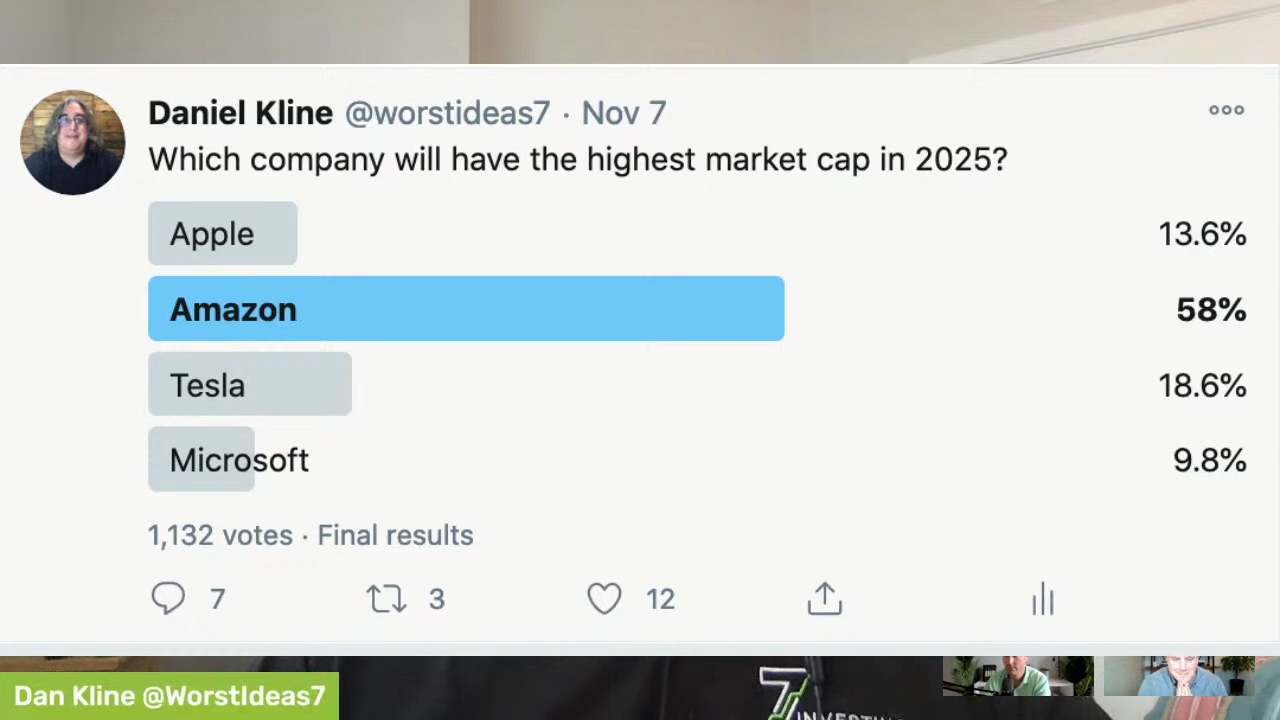 Daniel Kline @worstideas7 · Nov 7
Which company will have the highest market cap in 2025?
Apple 13.6%
Amazon 58%
Tesla 18.6%
Microsoft 9.8%
1,132 votes · Final results
7 3 12
Dan Kline @WorstIdeas7
7